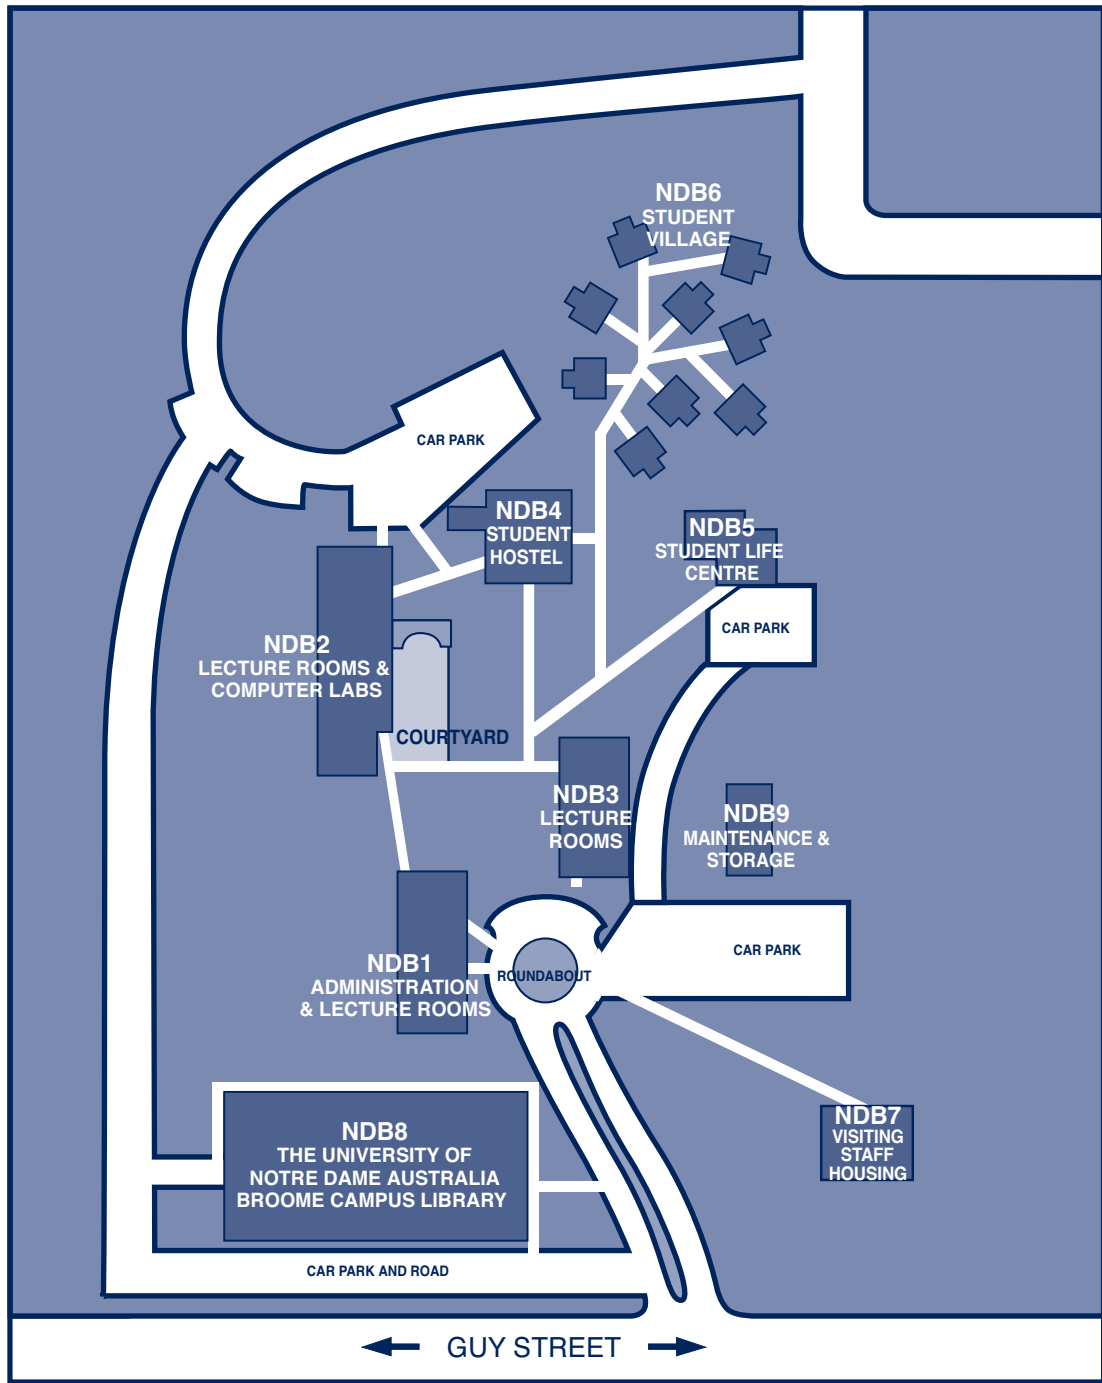 NDB6
STUDENT
VILLAGE
CAR PARK
NDB4
STUDENT
HOSTEL
NDB5
STUDENT LIFE
CENTRE
CAR PARK
NDB2
LECTURE ROOMS &
COMPUTER LABS
COURTYARD
NDB3
LECTURE
ROOMS
NDB9
MAINTENANCE &
STORAGE
CAR PARK
NDB1
ADMINISTRATION
& LECTURE ROOMS
ROUNDABOUT
NDB7
VISITING
STAFF
HOUSING
NDB8
THE UNIVERSITY OF
NOTRE DAME AUSTRALIA
BROOME CAMPUS LIBRARY
CAR PARK AND ROAD
GUY STREET